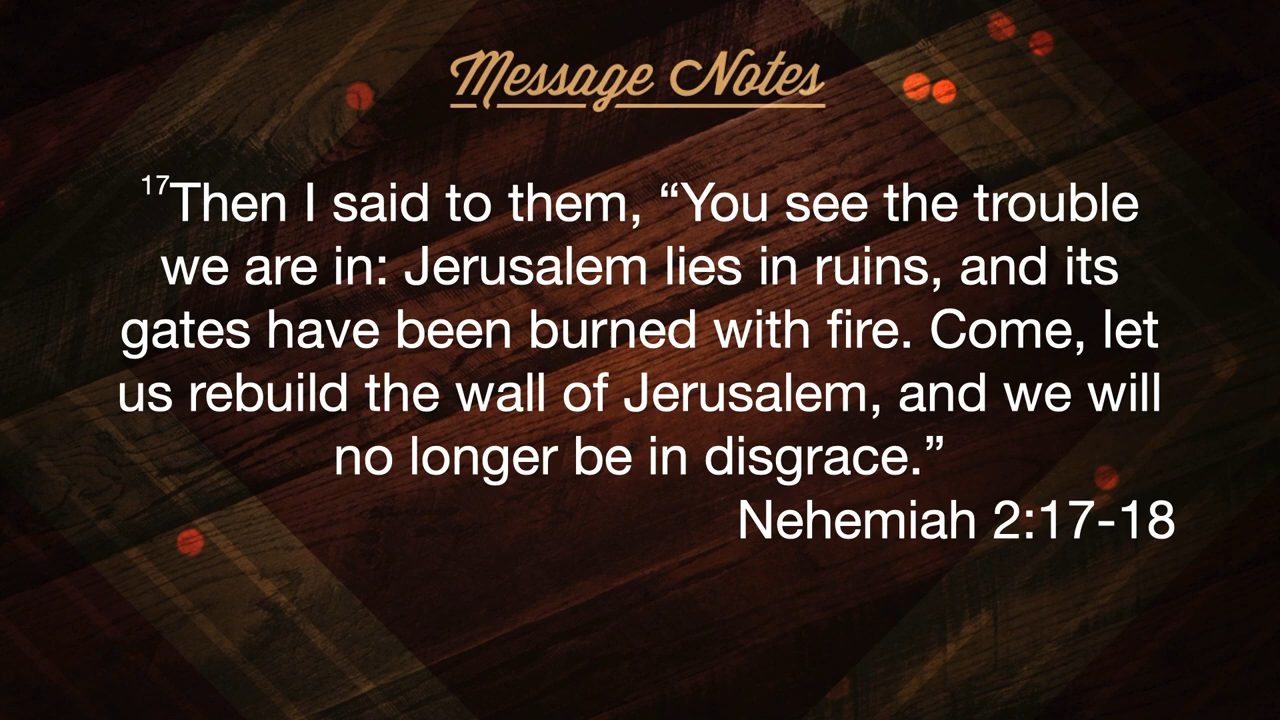 Message Notes
17Then I said to them, “You see the trouble
we are in: Jerusalem lies in ruins, and its
gates have been burned with fire. Come, let
us rebuild the wall of Jerusalem, and we will
no longer be in disgrace.”
Nehemiah 2:17-18